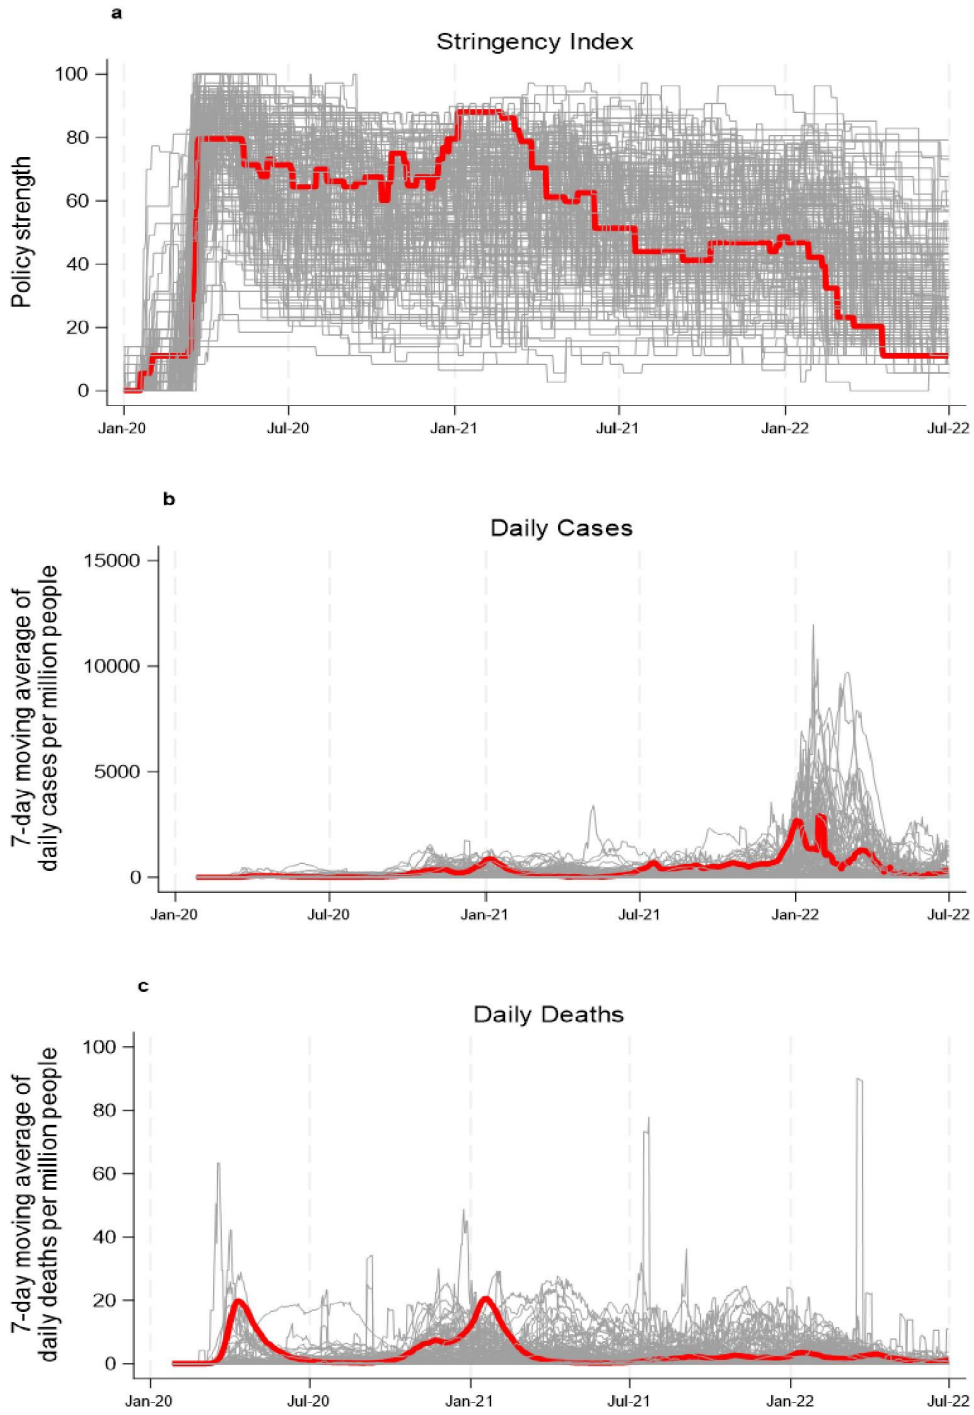 a
Stringency Index
Policy strength
100
80
60
40
20
0
Jan-20 Jul-20 Jan-21 Jul-21 Jan-22 Jul-22
b
Daily Cases
7-day moving average of
daily cases per million people
15000
10000
5000
0
Jan-20 Jul-20 Jan-21 Jul-21 Jan-22 Jul-22
c
Daily Deaths
7-day moving average of
daily deaths per million people
100
80
60
40
20
0
Jan-20 Jul-20 Jan-21 Jul-21 Jan-22 Jul-22